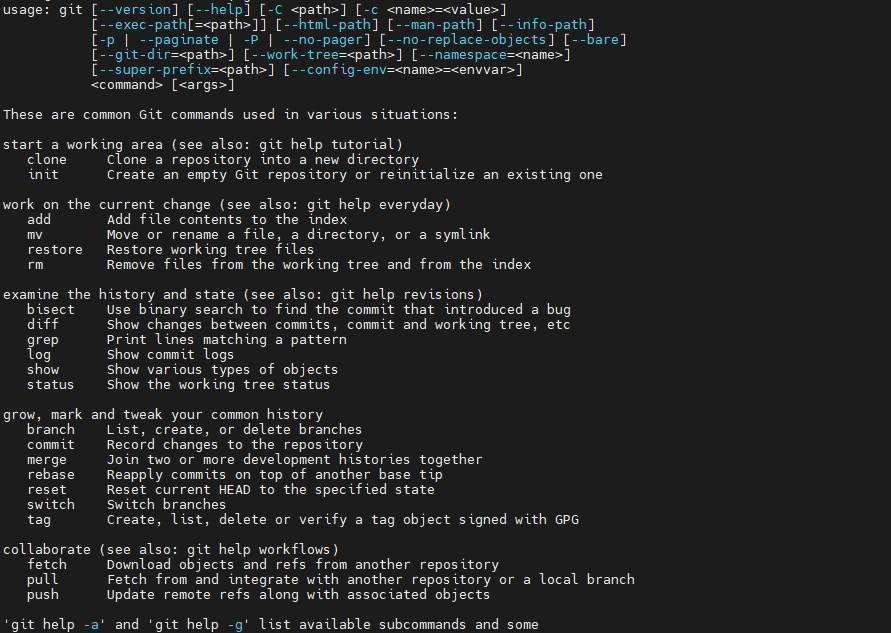 usage: git [--version] [--help] [-C <path>] [-c <name>=<value>]
           [--exec-path[=<path>]] [--html-path] [--man-path] [--info-path]
           [-p | --paginate | -P | --no-pager] [--no-replace-objects] [--bare]
           [--git-dir=<path>] [--work-tree=<path>] [--namespace=<name>]
           [--super-prefix=<path>] [--config-env=<name>=<envvar>]
           <command> [<args>]

These are common Git commands used in various situations:

start a working area (see also: git help tutorial)
   clone     Clone a repository into a new directory
   init      Create an empty Git repository or reinitialize an existing one

work on the current change (see also: git help everyday)
   add       Add file contents to the index
   mv        Move or rename a file, a directory, or a symlink
   restore   Restore working tree files
   rm        Remove files from the working tree and from the index

examine the history and state (see also: git help revisions)
   bisect    Use binary search to find the commit that introduced a bug
   diff      Show changes between commits, commit and working tree, etc
   grep      Print lines matching a pattern
   log       Show commit logs
   show      Show various types of objects
   status    Show the working tree status

grow, mark and tweak your common history
   branch    List, create, or delete branches
   commit    Record changes to the repository
   merge     Join two or more development histories together
   rebase    Reapply commits on top of another base tip
   reset     Reset current HEAD to the specified state
   switch    Switch branches
   tag       Create, list, delete or verify a tag object signed with GPG

collaborate (see also: git help workflows)
   fetch     Download objects and refs from another repository
   pull      Fetch from and integrate with another repository or a local branch
   push      Update remote refs along with associated objects

'git help -a' and 'git help -g' list available subcommands and some